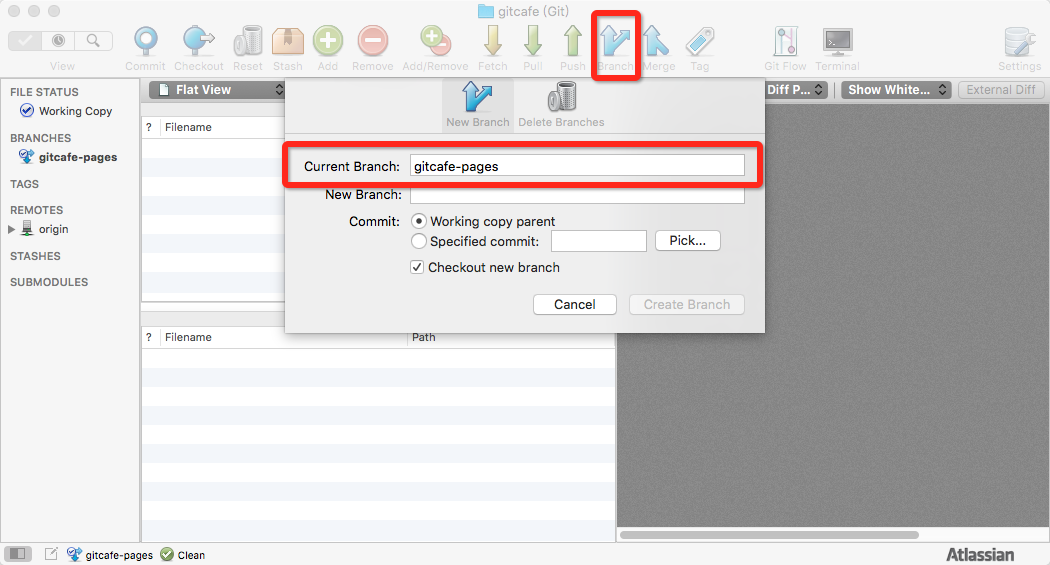 gitcafe (Git)
View
Commit
Checkout
Reset
Stash
Add
Remove
Add/Remove
Fetch
Pull
Push
Branch
Merge
Tag
Git Flow
Terminal
Settings
FILE STATUS
Working Copy
BRANCHES
gitcafe-pages
TAGS
REMOTES
origin
STASHES
SUBMODULES
Flat View
Diff P...
Show White...
External Diff
? Filename
New Branch
Delete Branches
Current Branch: gitcafe-pages
New Branch:
Commit: Working copy parent
Specified commit: Pick...
Checkout new branch
Cancel
Create Branch
? Filename Path
gitcafe-pages Clean
Atlassian